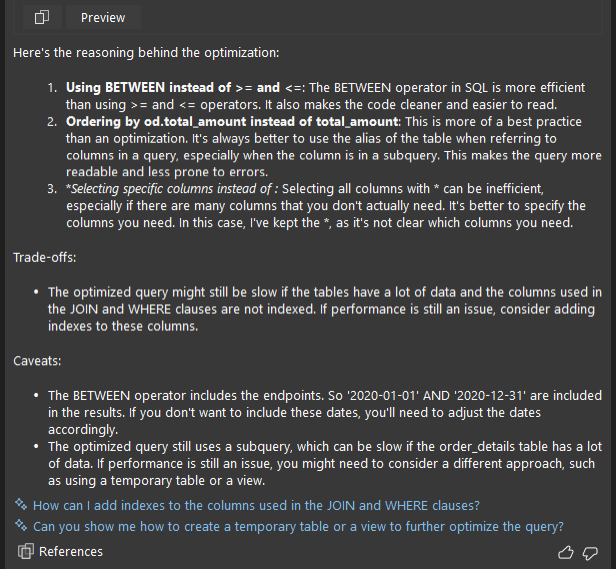 Preview
Here's the reasoning behind the optimization:
1. Using BETWEEN instead of >= and <=: The BETWEEN operator in SQL is more efficient
than using >= and <= operators. It also makes the code cleaner and easier to read.
2. Ordering by od.total_amount instead of total_amount: This is more of a best practice
than an optimization. It's always better to use the alias of the table when referring to
columns in a query, especially when the column is in a subquery. This makes the query more
readable and less prone to errors.
3. *Selecting specific columns instead of : Selecting all columns with * can be inefficient,
especially if there are many columns that you don't actually need. It's better to specify the
columns you need. In this case, I've kept the *, as it's not clear which columns you need.
Trade-offs:
• The optimized query might still be slow if the tables have a lot of data and the columns used in
the JOIN and WHERE clauses are not indexed. If performance is still an issue, consider adding
indexes to these columns.
Caveats:
• The BETWEEN operator includes the endpoints. So '2020-01-01' AND '2020-12-31' are included
in the results. If you don't want to include these dates, you'll need to adjust the dates
accordingly.
• The optimized query still uses a subquery, which can be slow if the order_details table has a lot
of data. If performance is still an issue, you might need to consider a different approach, such
as using a temporary table or a view.
How can I add indexes to the columns used in the JOIN and WHERE clauses?
Can you show me how to create a temporary table or a view to further optimize the query?
References